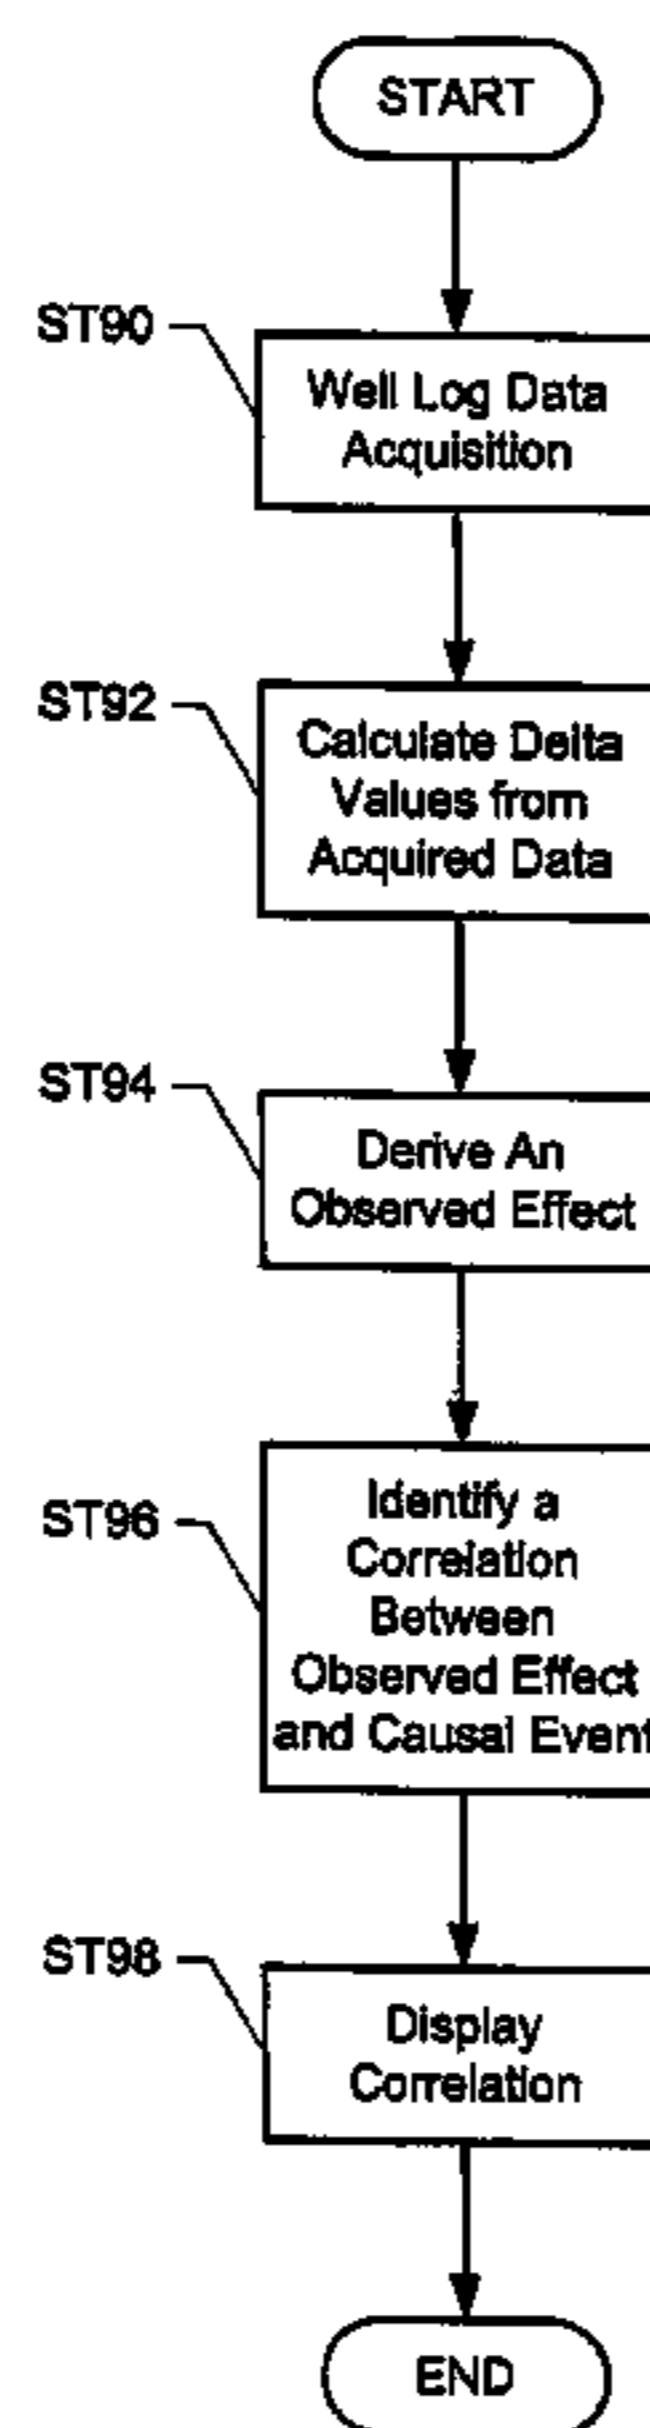 START
ST90
Well Log Data
Acquisition
ST92
Calculate Delta
Values from
Acquired Data
ST94
Derive An
Observed Effect
ST96
Identify a
Correlation
Between
Observed Effect
and Causal Event
ST98
Display
Correlation
END